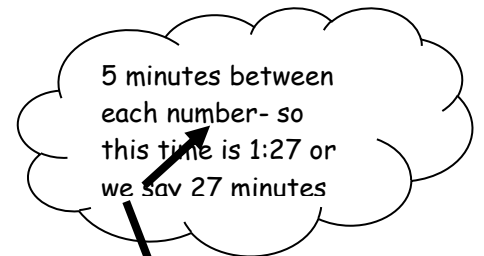 5 minutes between
each number- so
this time is 1:27 or
we say 27 minutes